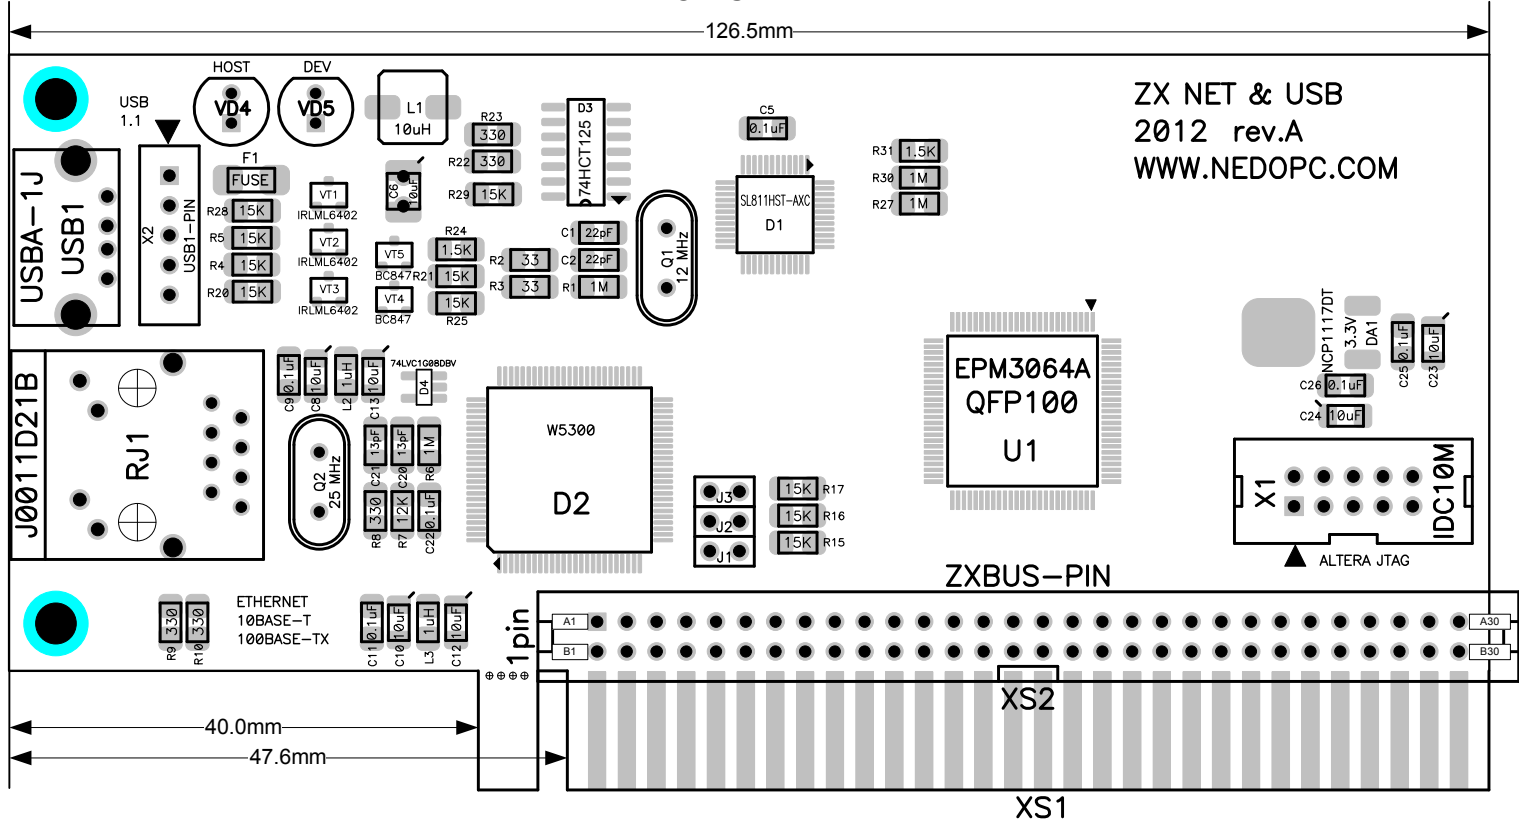 126.5mm
HOST
DEV
USB
1.1
VD4
VD5
L1
10uH
D3
74HCT125
R23
330
R22
330
R29
15K
C5
0.1uF
R31
1.5K
R30
1M
R27
1M
ZX NET & USB
2012 rev.A
WWW.NEDOPC.COM
USBA-1J
USB1
X2
USB1-PIN
F1
FUSE
R28
15K
R5
15K
R4
15K
R20
15K
VT1
IRLML6402
VT2
IRLML6402
VT3
IRLML6402
C6
10uF
VT5
BC847
VT4
BC847
R24
1.5K
R21
15K
15K
R25
R2
33
R3
33
C1
22pF
C2
22pF
R1
1M
Q1
12 MHz
SL811HST-AXC
D1
NCP1117DT
3.3V
DA1
0.1uF
C25
10uF
C23
C26
0.1uF
C24
10uF
J0011D21B
RJ1
0.1uF
C9
10uF
C8
1uH
L2
10uF
C13
74LVC1G08DBV
D4
Q2
25 MHz
13pF
C21
13pF
C20
1M
R6
330
R8
12K
R7
0.1uF
C22
W5300
D2
EPM3064A
QFP100
U1
J3
J2
J1
15K
R17
15K
R16
15K
R15
X1
IDC10M
ALTERA JTAG
330
R9
330
R10
ETHERNET
10BASE-T
100BASE-TX
0.1uF
C11
10uF
C10
1uH
L3
10uF
C12
1pin
ZXBUS-PIN
A1
A30
B1
B30
XS2
40.0mm
47.6mm
XS1